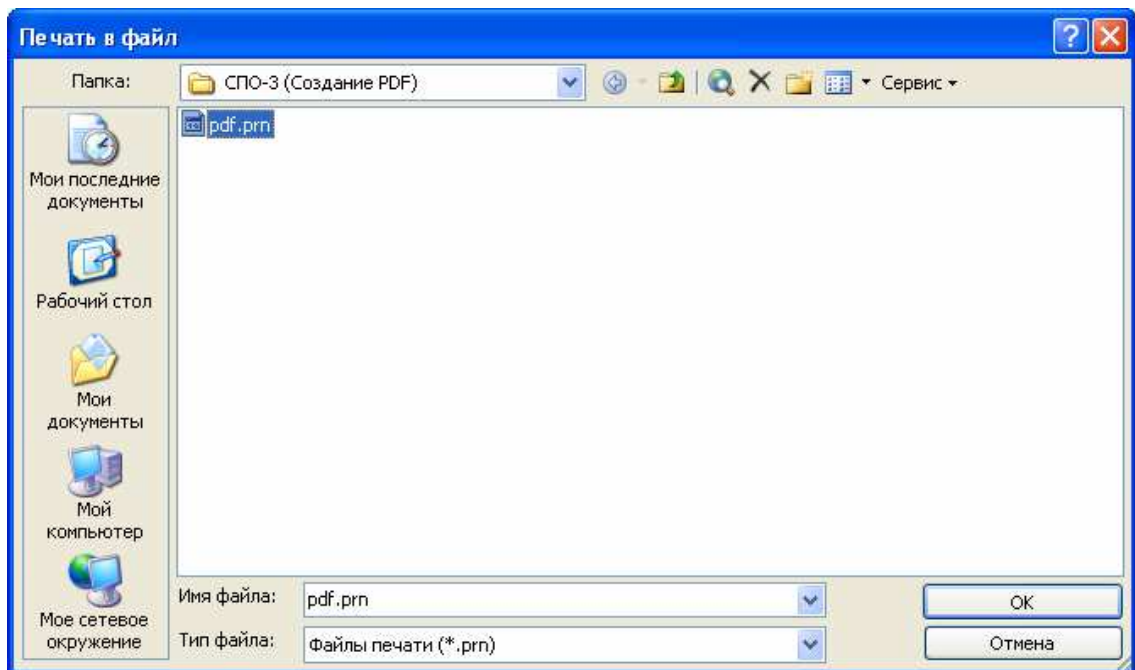 Печать в файл
Папка:
СПО-3 (Создание PDF)
Сервис
pdf.prn
Мои последние
документы
Рабочий стол
Мои
документы
Мой
компьютер
Мое сетевое
окружение
Имя файла:
pdf.prn
OK
Тип файла:
Файлы печати (*.prn)
Отмена